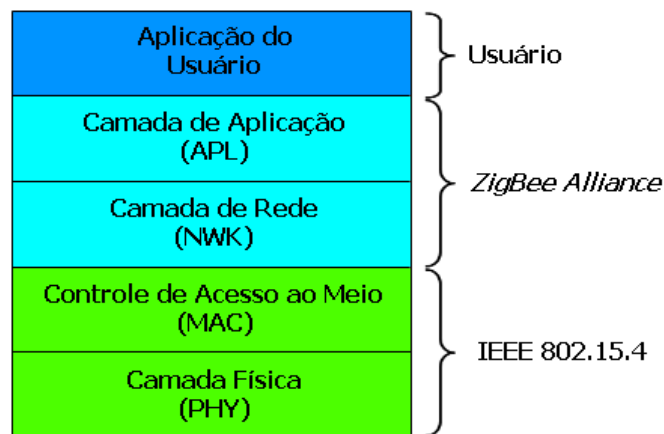 Aplicação do
Usuário
Usuário
Camada de Aplicação
(APL)
Camada de Rede
(NWK)
ZigBee Alliance
Controle de Acesso ao Meio
(MAC)
Camada Física
(PHY)
IEEE 802.15.4